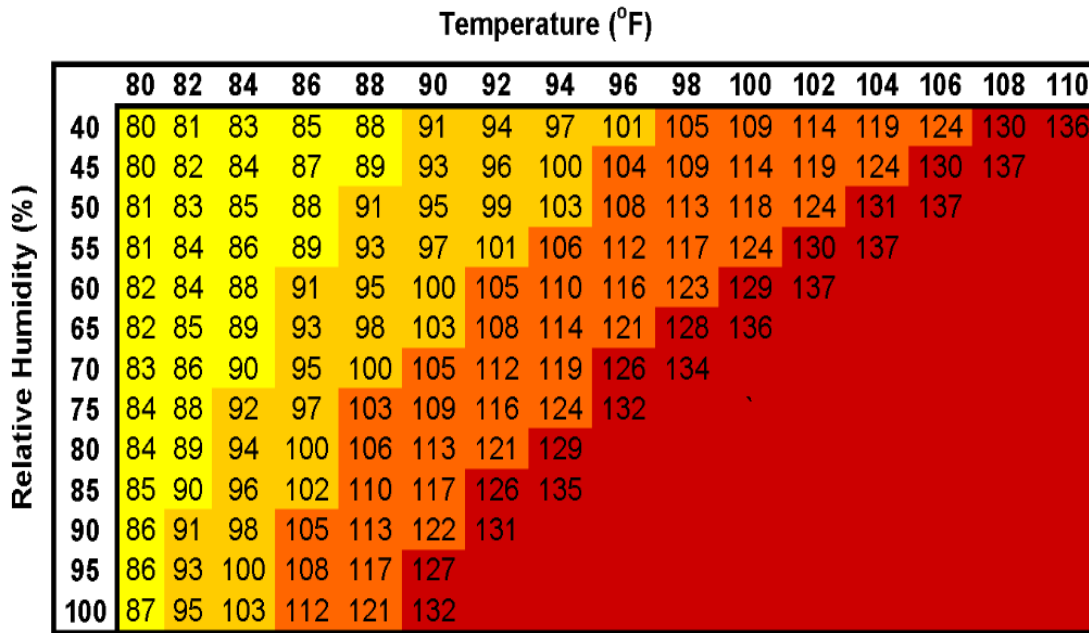 Temperature (°F)
80 82 84 86 88 90 92 94 96 98 100 102 104 106 108 110
Relative Humidity (%)
40 80 81 83 85 88 91 94 97 101 105 109 114 119 124 130 136
45 80 82 84 87 89 93 96 100 104 109 114 119 124 130 137
50 81 83 85 88 91 95 99 103 108 113 118 124 131 137
55 81 84 86 89 93 97 101 106 112 117 124 130 137
60 82 84 88 91 95 100 105 110 116 123 129 137
65 82 85 89 93 98 103 108 114 121 128 136
70 83 86 90 95 100 105 112 119 126 134
75 84 88 92 97 103 109 116 124 132 `
80 84 89 94 100 106 113 121 129
85 85 90 96 102 110 117 126 135
90 86 91 98 105 113 122 131
95 86 93 100 108 117 127
100 87 95 103 112 121 132